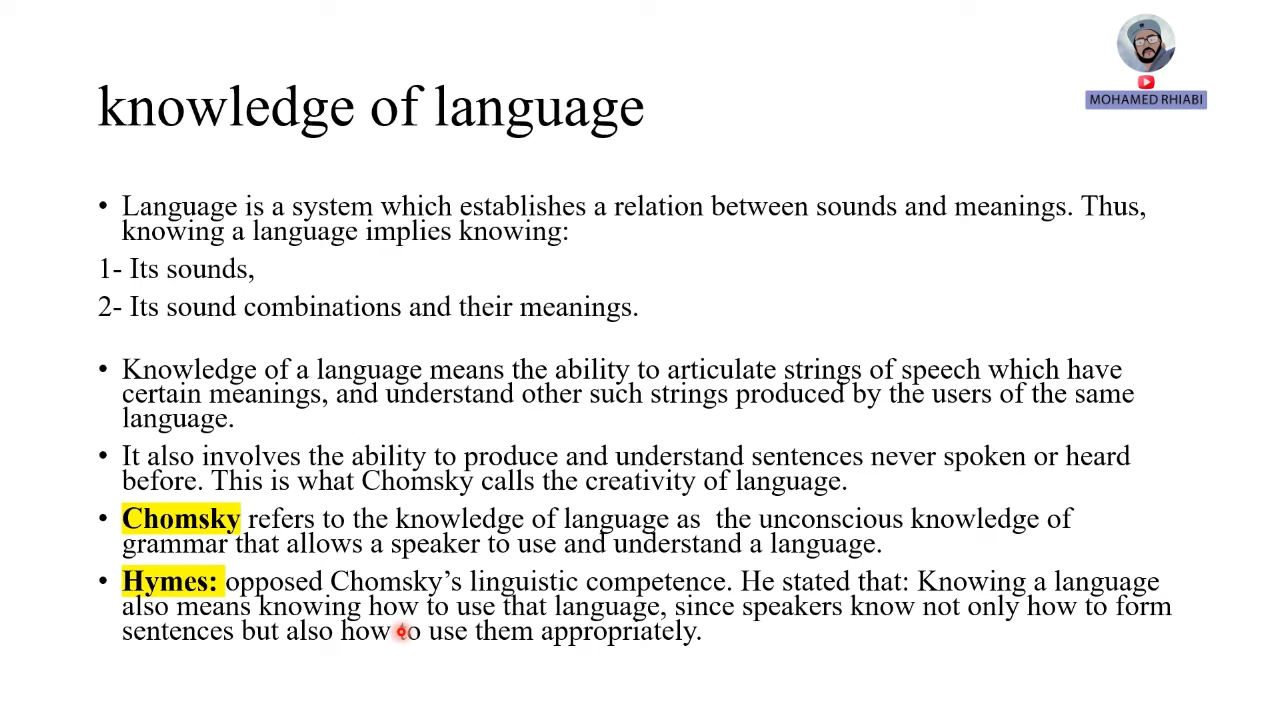 MOHAMED RHIABI
knowledge of language
• Language is a system which establishes a relation between sounds and meanings. Thus,
knowing a language implies knowing:
1- Its sounds,
2- Its sound combinations and their meanings.
• Knowledge of a language means the ability to articulate strings of speech which have
certain meanings, and understand other such strings produced by the users of the same
language.
• It also involves the ability to produce and understand sentences never spoken or heard
before. This is what Chomsky calls the creativity of language.
• Chomsky refers to the knowledge of language as the unconscious knowledge of
grammar that allows a speaker to use and understand a language.
• Hymes: opposed Chomsky’s linguistic competence. He stated that: Knowing a language
also means knowing how to use that language, since speakers know not only how to form
sentences but also how to use them appropriately.